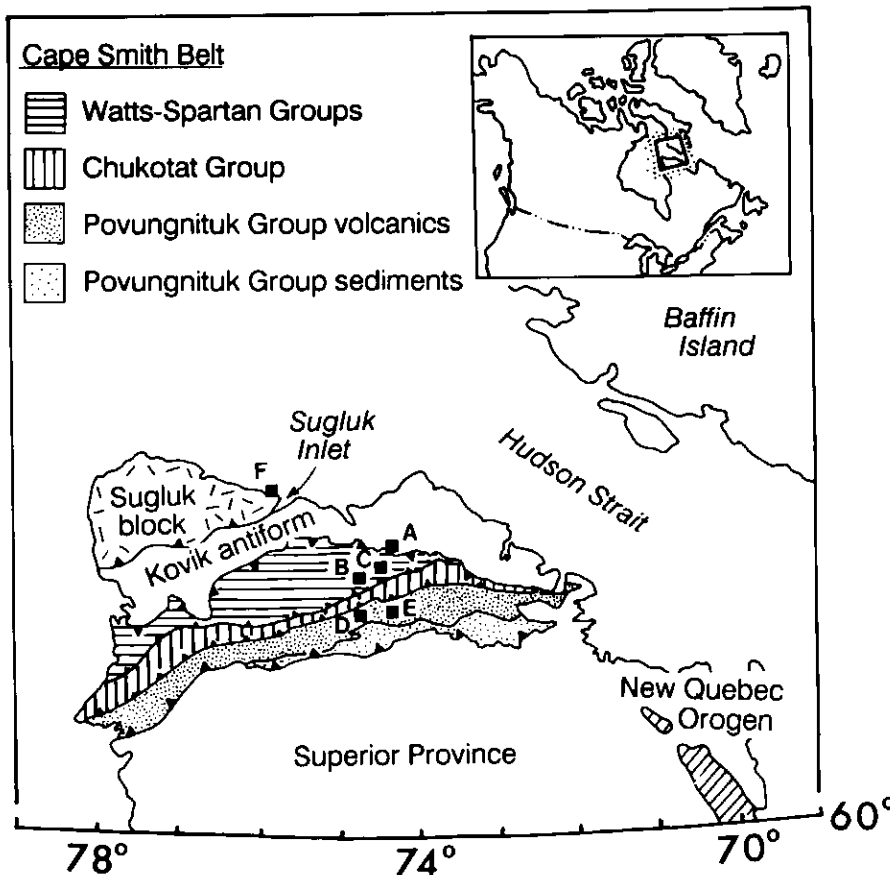 Cape Smith Belt
Watts-Spartan Groups
Chukotat Group
Povungnituk Group volcanics
Povungnituk Group sediments
Baffin
Island
Hudson Strait
Sugluk
Inlet
F
Sugluk
block
Kovik antiform
A
C
B
E
D
New Quebec
Orogen
Superior Province
60°
78°
74°
70°